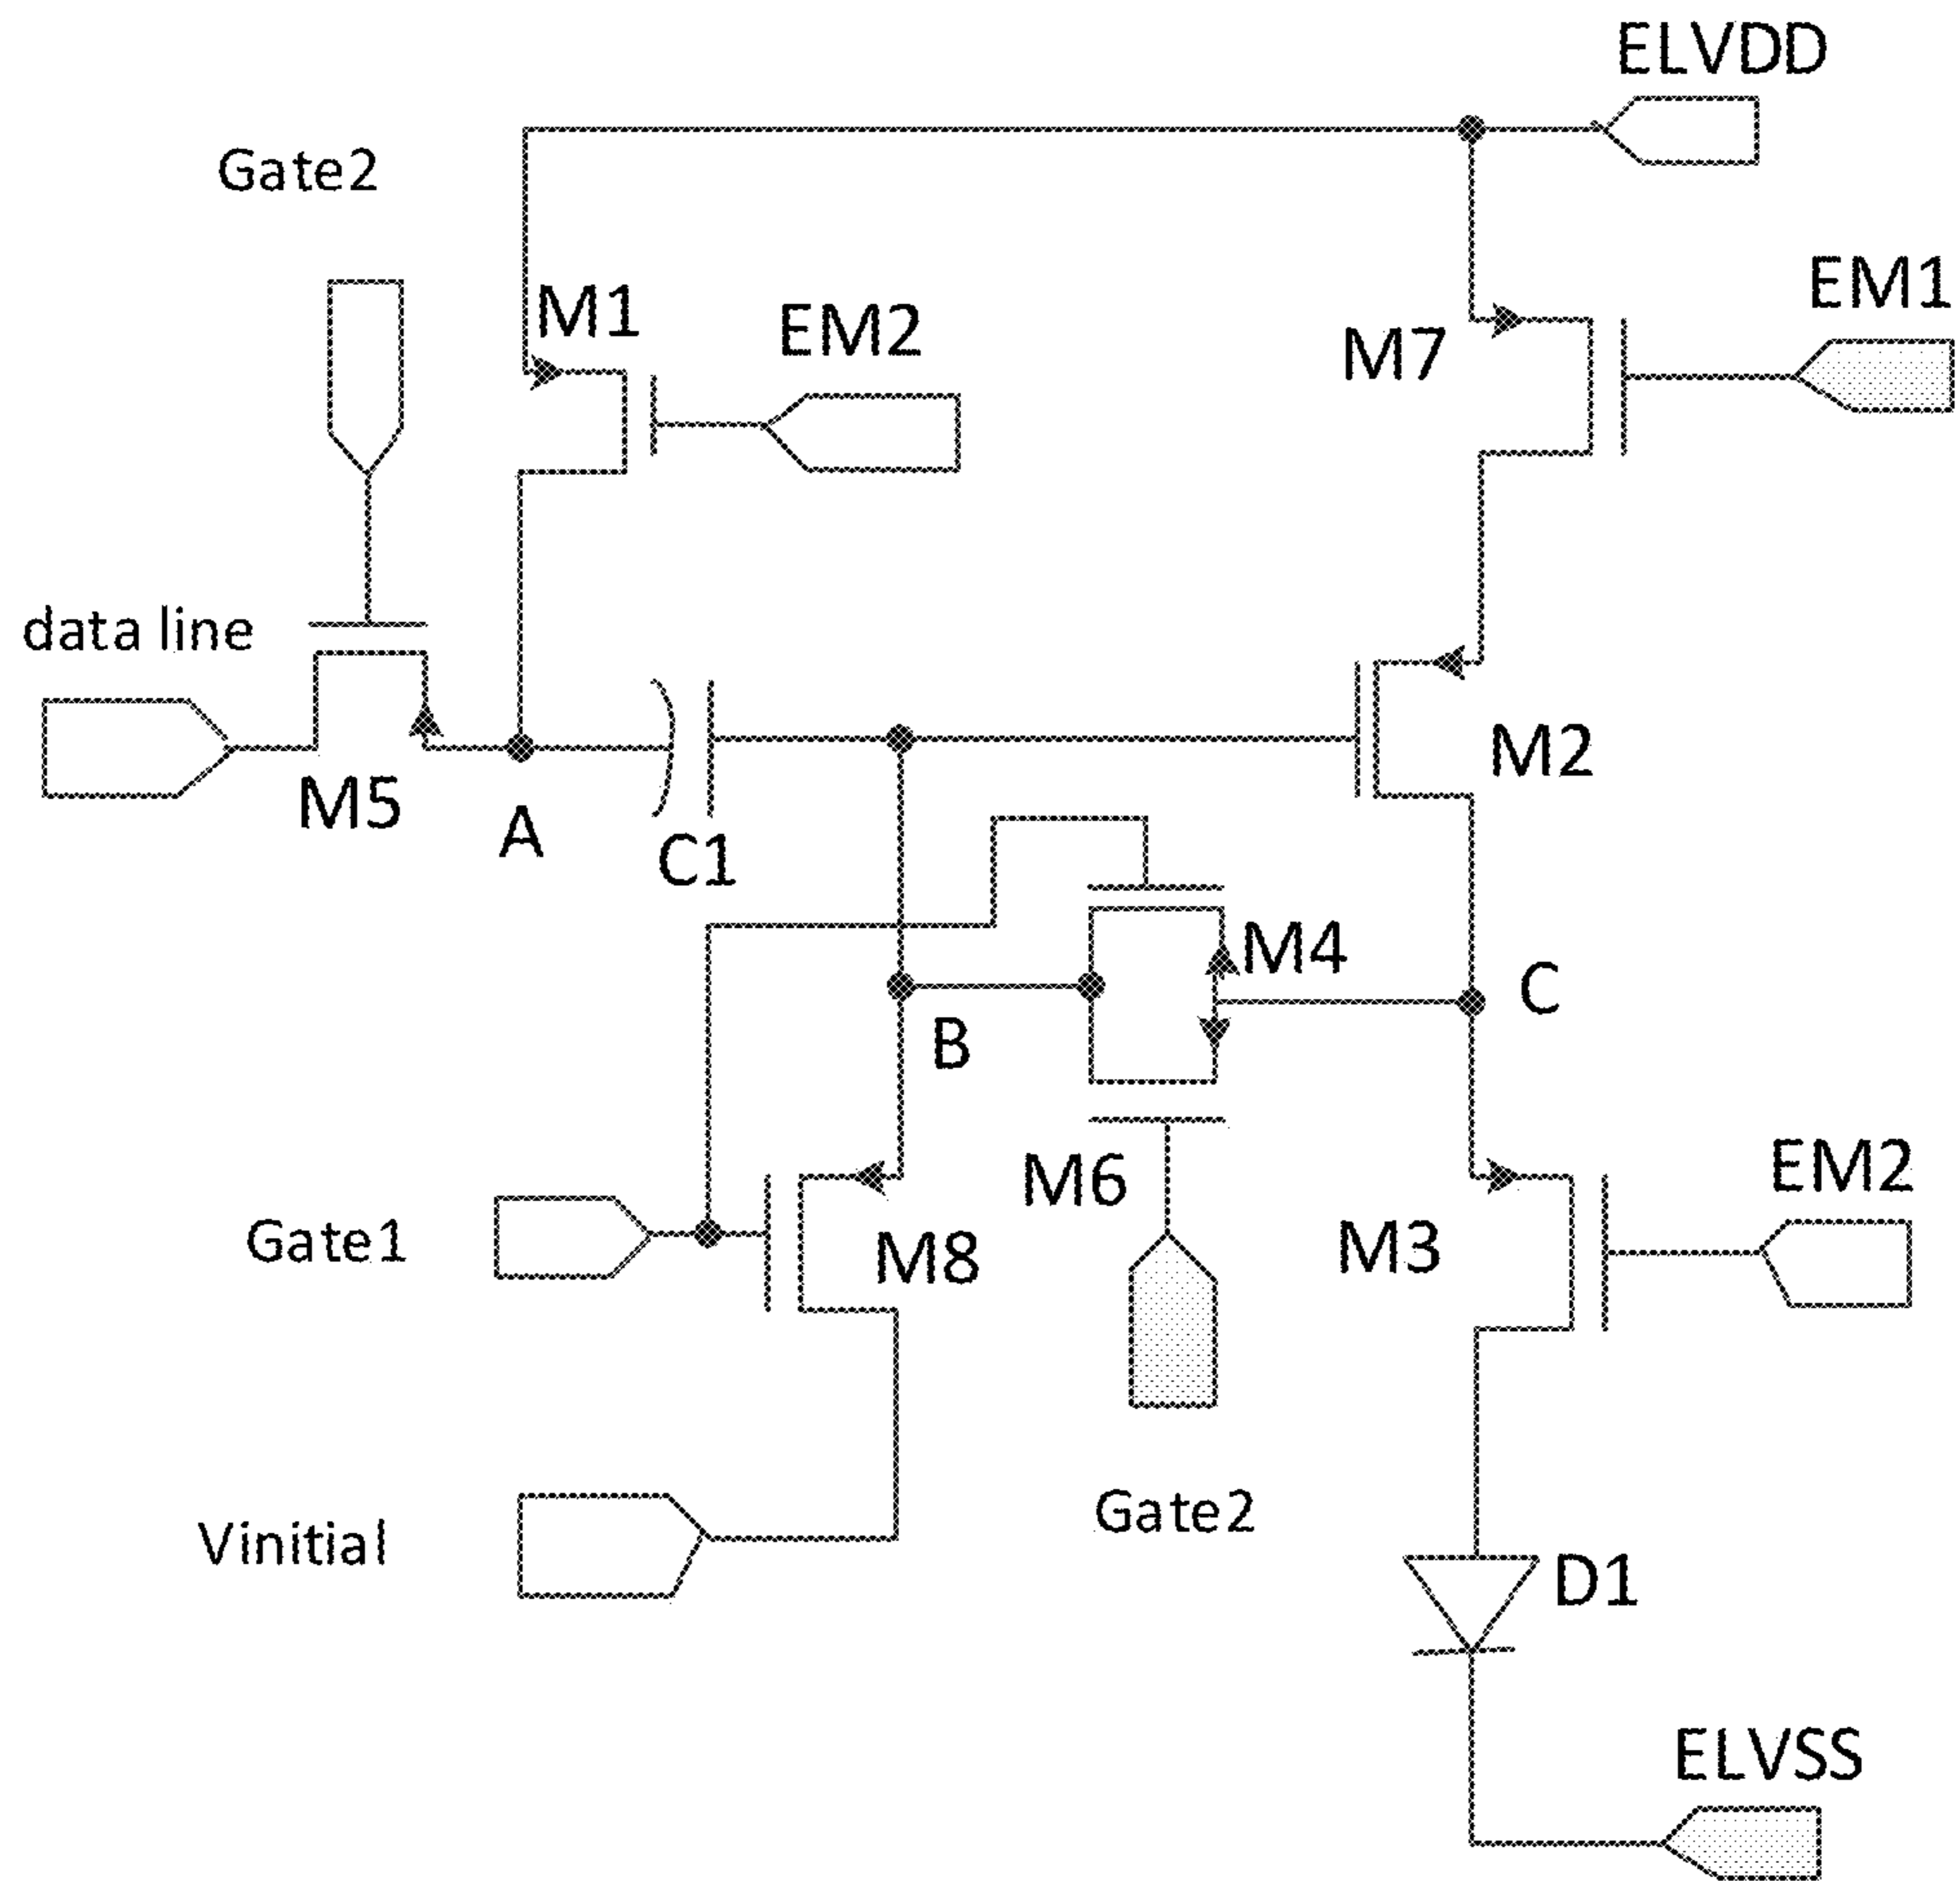 ELVDD
Gate2
M1
EM2
EM1
M7
data line
M5
A
C1
M2
M4
C
B
M6
EM2
Gate1
M8
M3
Gate2
Vinitial
D1
ELVSS